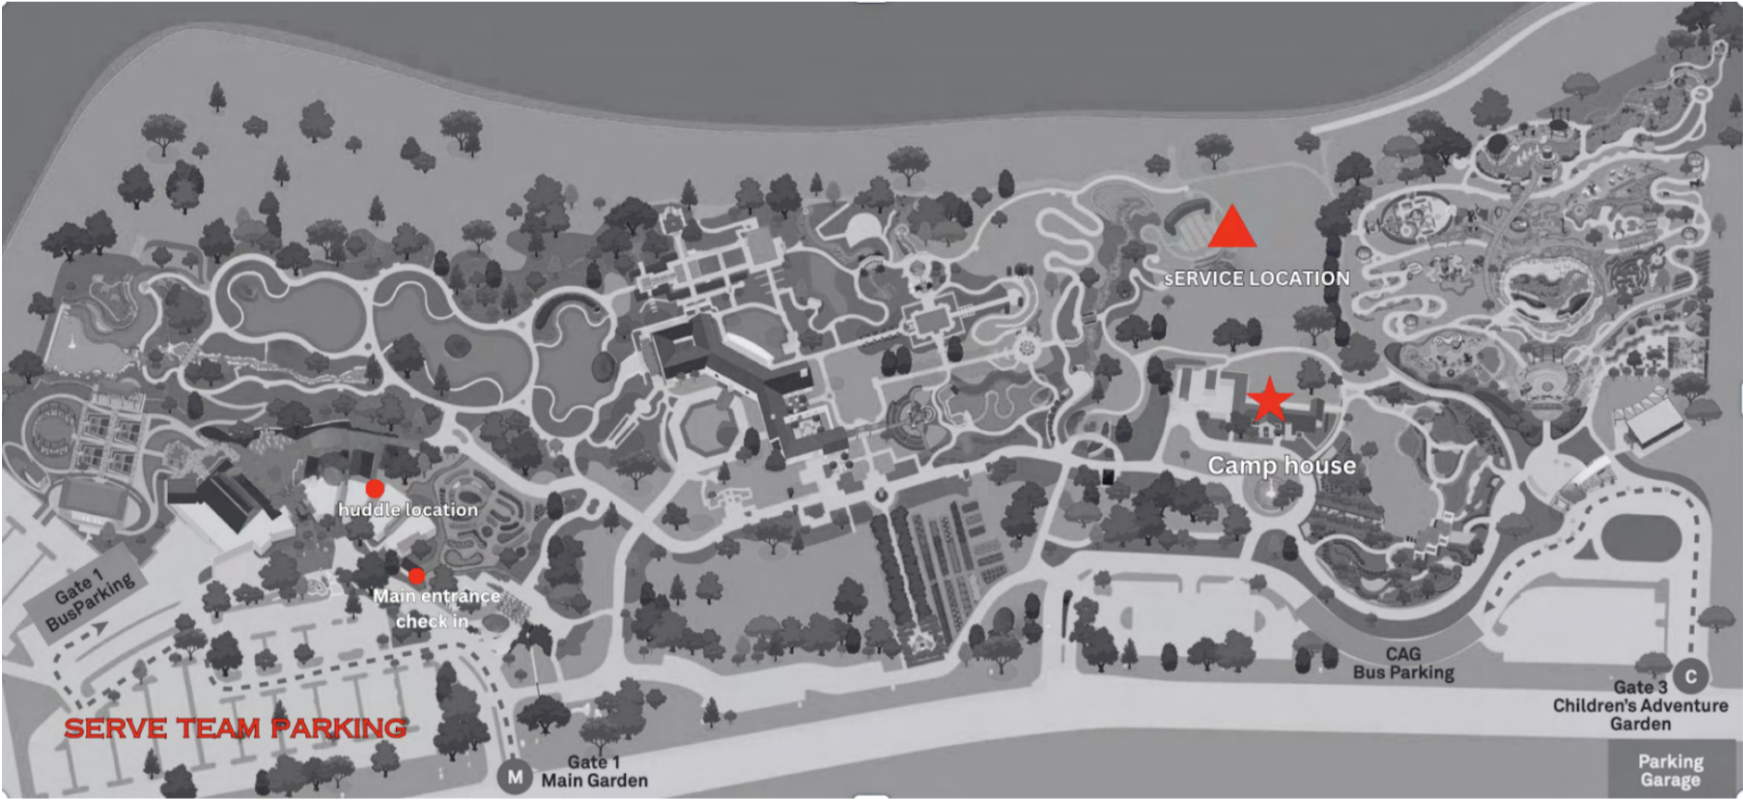 sERVICE LOCATION
Camp house
huddle location
Main entrance
check in
Gate 1
BusParking
SERVE TEAM PARKING
M
Gate 1
Main Garden
CAG
Bus Parking
C
Gate 3
Children's Adventure
Garden
Parking
Garage